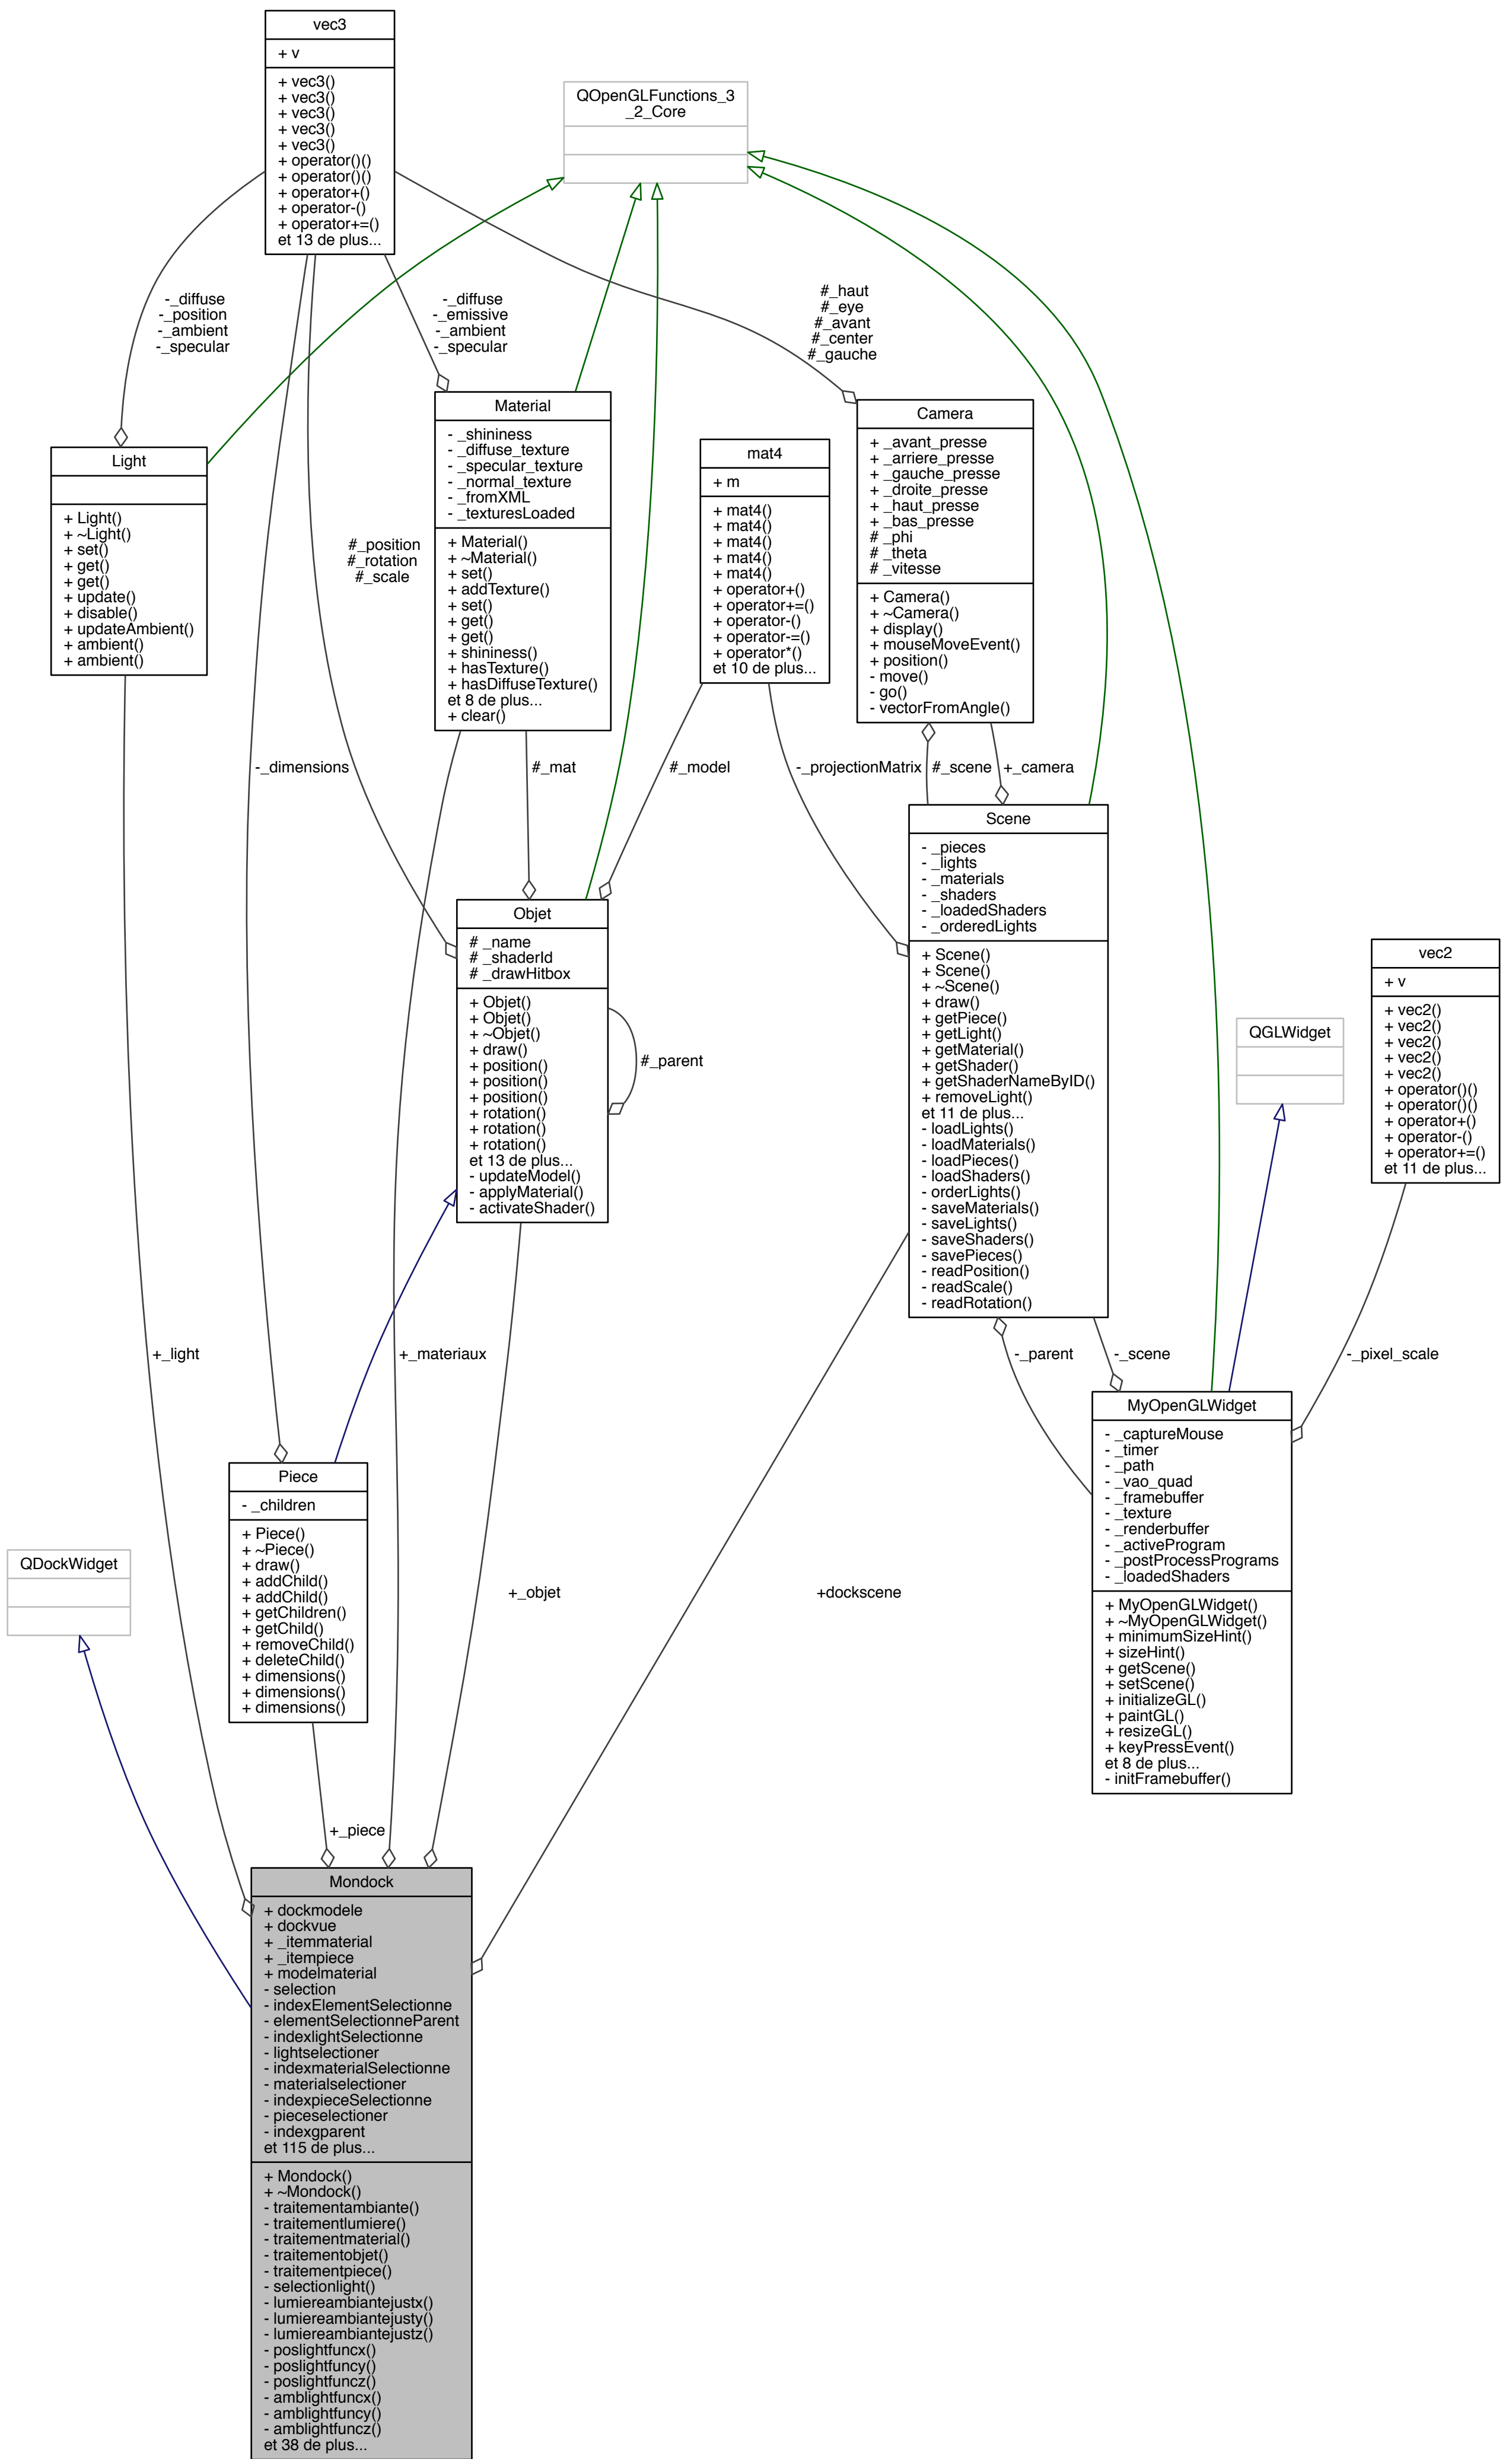 vec3
+ v
+ vec3()
+ vec3()
+ vec3()
+ vec3()
+ vec3()
+ operator()()
+ operator()()
+ operator+()
+ operator-()
+ operator+=()
et 13 de plus...
QOpenGLFunctions_3
_2_Core
-_diffuse
-_position
-_ambient
-_specular
-_diffuse
-_emissive
-_ambient
-_specular
#_haut
#_eye
#_avant
#_center
#_gauche
Light
+ Light()
+ ~Light()
+ set()
+ get()
+ get()
+ update()
+ disable()
+ updateAmbient()
+ ambient()
+ ambient()
#_position
#_rotation
#_scale
Material
- _shininess
- _diffuse_texture
- _specular_texture
- _normal_texture
- _fromXML
- _texturesLoaded
+ Material()
+ ~Material()
+ set()
+ addTexture()
+ set()
+ get()
+ get()
+ shininess()
+ hasTexture()
+ hasDiffuseTexture()
et 8 de plus...
+ clear()
mat4
+ m
+ mat4()
+ mat4()
+ mat4()
+ mat4()
+ mat4()
+ operator+()
+ operator+=()
+ operator-()
+ operator-=()
+ operator*()
et 10 de plus...
Camera
+ _avant_presse
+ _arriere_presse
+ _gauche_presse
+ _droite_presse
+ _haut_presse
+ _bas_presse
# _phi
# _theta
# _vitesse
+ Camera()
+ ~Camera()
+ display()
+ mouseMoveEvent()
+ position()
- move()
- go()
- vectorFromAngle()
-_dimensions
#_mat
#_model
-_projectionMatrix
#_scene
+_camera
Objet
# _name
# _shaderId
# _drawHitbox
+ Objet()
+ Objet()
+ ~Objet()
+ draw()
+ position()
+ position()
+ position()
+ rotation()
+ rotation()
+ rotation()
et 13 de plus...
- updateModel()
- applyMaterial()
- activateShader()
#_parent
Scene
- _pieces
- _lights
- _materials
- _shaders
- _loadedShaders
- _orderedLights
+ Scene()
+ Scene()
+ ~Scene()
+ draw()
+ getPiece()
+ getLight()
+ getMaterial()
+ getShader()
+ getShaderNameByID()
+ removeLight()
et 11 de plus...
- loadLights()
- loadMaterials()
- loadPieces()
- loadShaders()
- orderLights()
- saveMaterials()
- saveLights()
- saveShaders()
- savePieces()
- readPosition()
- readScale()
- readRotation()
QGLWidget
vec2
+ v
+ vec2()
+ vec2()
+ vec2()
+ vec2()
+ vec2()
+ operator()()
+ operator()()
+ operator+()
+ operator-()
+ operator+=()
et 11 de plus...
+_light
+_materiaux
-_parent
-_scene
-_pixel_scale
QDockWidget
Piece
- _children
+ Piece()
+ ~Piece()
+ draw()
+ addChild()
+ addChild()
+ getChildren()
+ getChild()
+ removeChild()
+ deleteChild()
+ dimensions()
+ dimensions()
+ dimensions()
+_objet
+dockscene
MyOpenGLWidget
- _captureMouse
- _timer
- _path
- _vao_quad
- _framebuffer
- _texture
- _renderbuffer
- _activeProgram
- _postProcessPrograms
- _loadedShaders
+ MyOpenGLWidget()
+ ~MyOpenGLWidget()
+ minimumSizeHint()
+ sizeHint()
+ getScene()
+ setScene()
+ initializeGL()
+ paintGL()
+ resizeGL()
+ keyPressEvent()
et 8 de plus...
- initFramebuffer()
+_piece
Mondock
+ dockmodele
+ dockvue
+ _itemmaterial
+ _itempiece
+ modelmaterial
- selection
- indexElementSelectionne
- elementSelectionneParent
- indexlightSelectionne
- lightselectioner
- indexmaterialSelectionne
- materialselectioner
- indexpieceSelectionne
- pieceselectioner
- indexgparent
et 115 de plus...
+ Mondock()
+ ~Mondock()
- traitementambiante()
- traitementlumiere()
- traitementmaterial()
- traitementobjet()
- traitementpiece()
- selectionlight()
- lumiereambiantejustx()
- lumiereambiantejusty()
- lumiereambiantejustz()
- poslightfuncx()
- poslightfuncy()
- poslightfuncz()
- amblightfuncx()
- amblightfuncy()
- amblightfuncz()
et 38 de plus...